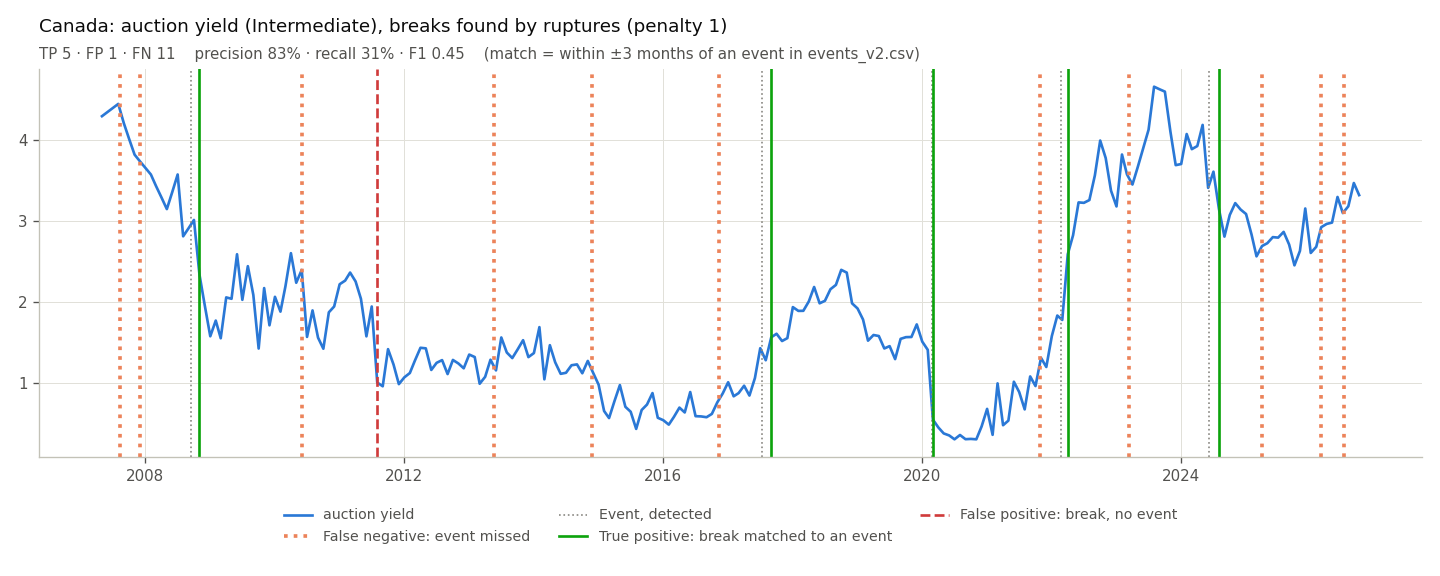 Canada: auction yield (Intermediate), breaks found by ruptures (penalty 1)
TP 5 · FP 1 · FN 11    precision 83% · recall 31% · F1 0.45    (match = within ±3 months of an event in events_v2.csv)
4
3
2
1
2008 2012 2016 2020 2024
auction yield Event, detected False positive: break, no event
False negative: event missed True positive: break matched to an event